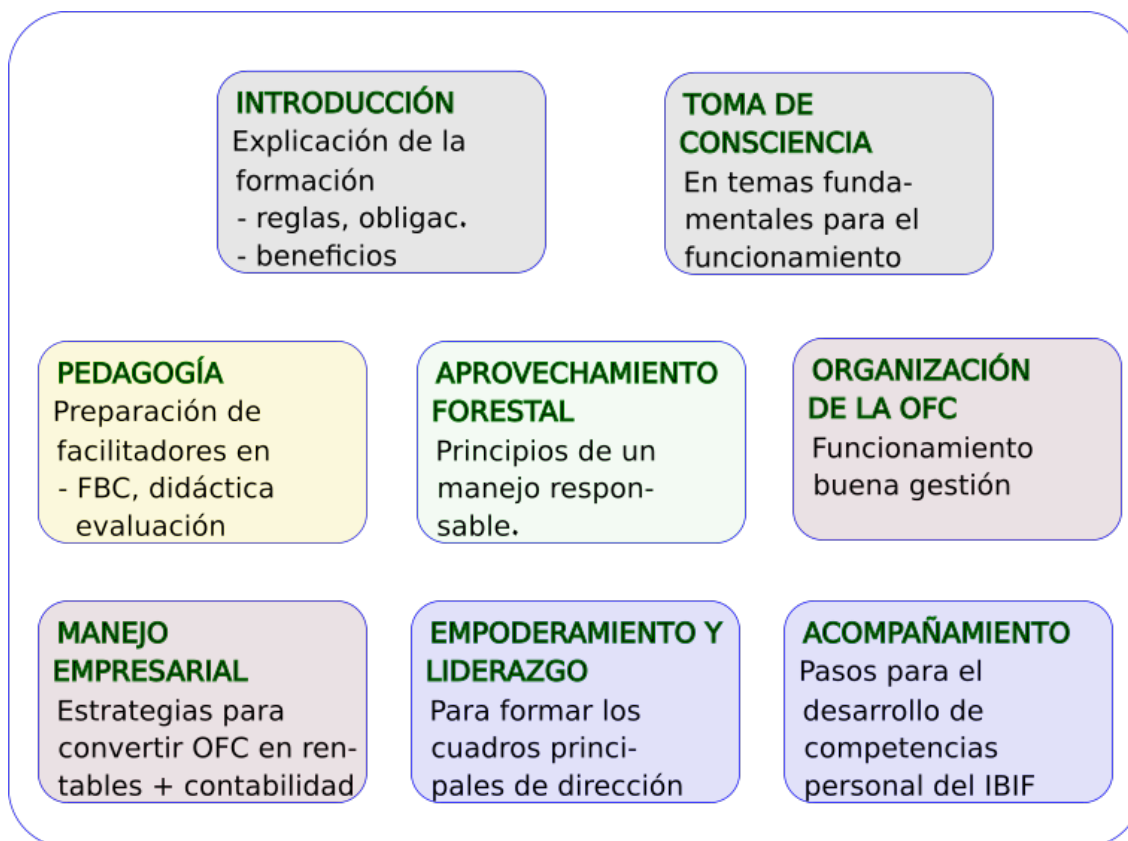 INTRODUCCIÓN
Explicación de la
formación
- reglas, obligac.
- beneficios
TOMA DE
CONSCIENCIA
En temas funda-
mentales para el
funcionamiento
PEDAGOGÍA
Preparación de
facilitadores en
- FBC, didáctica
evaluación
APROVECHAMIENTO
FORESTAL
Principios de un
manejo respon-
sable.
ORGANIZACIÓN
DE LA OFC
Funcionamiento
buena gestión
MANEJO
EMPRESARIAL
Estrategias para
convertir OFC en ren-
tables + contabilidad
EMPODERAMIENTO Y
LIDERAZGO
Para formar los
cuadros princi-
pales de dirección
ACOMPAÑAMIENTO
Pasos para el
desarrollo de
competencias
personal del IBIF